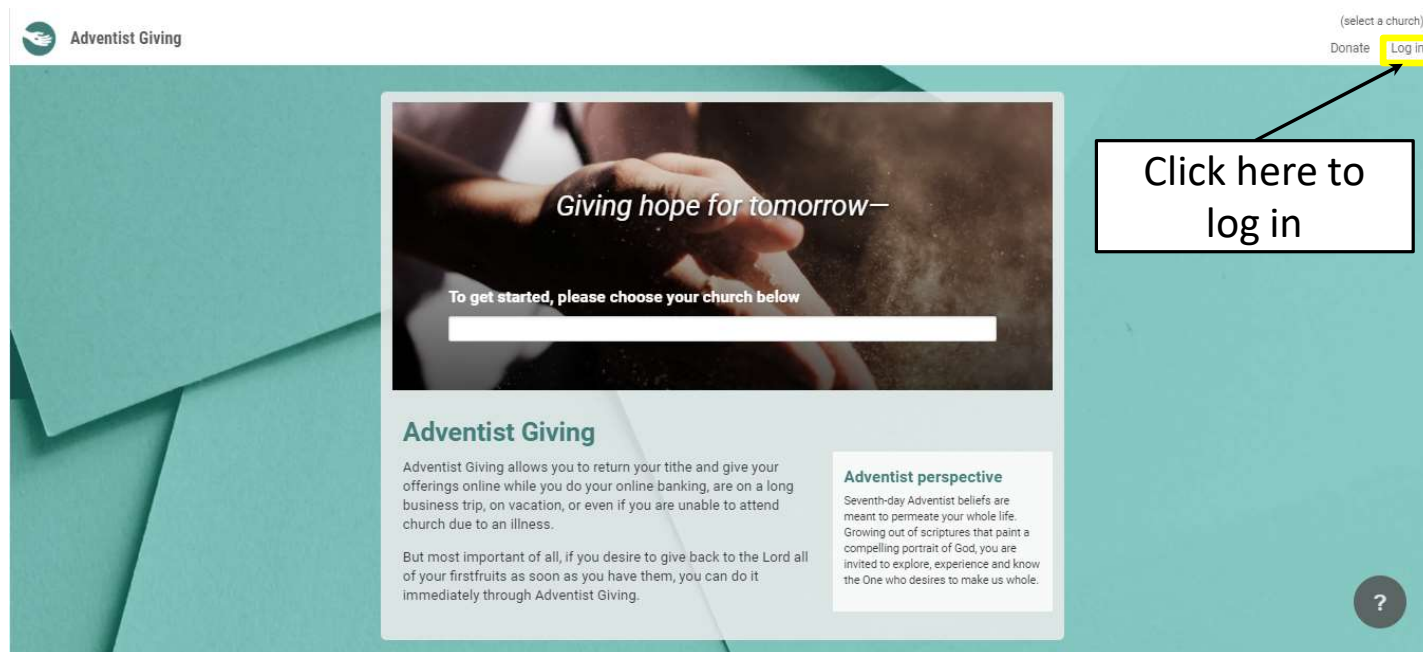 (select a church)
Adventist Giving
Donate Log in
Click here to
log in
Giving hope for tomorrow—
To get started, please choose your church below
Adventist Giving
Adventist Giving allows you to return your tithe and give your
offerings online while you do your online banking, are on a long
business trip, on vacation, or even if you are unable to attend
church due to an illness.
But most important of all, if you desire to give back to the Lord all
of your firstfruits as soon as you have them, you can do it
immediately through Adventist Giving.
Adventist perspective
Seventh-day Adventist beliefs are
meant to permeate your whole life.
Growing out of scriptures that paint a
compelling portrait of God, you are
invited to explore, experience and know
the One who desires to make us whole.
?